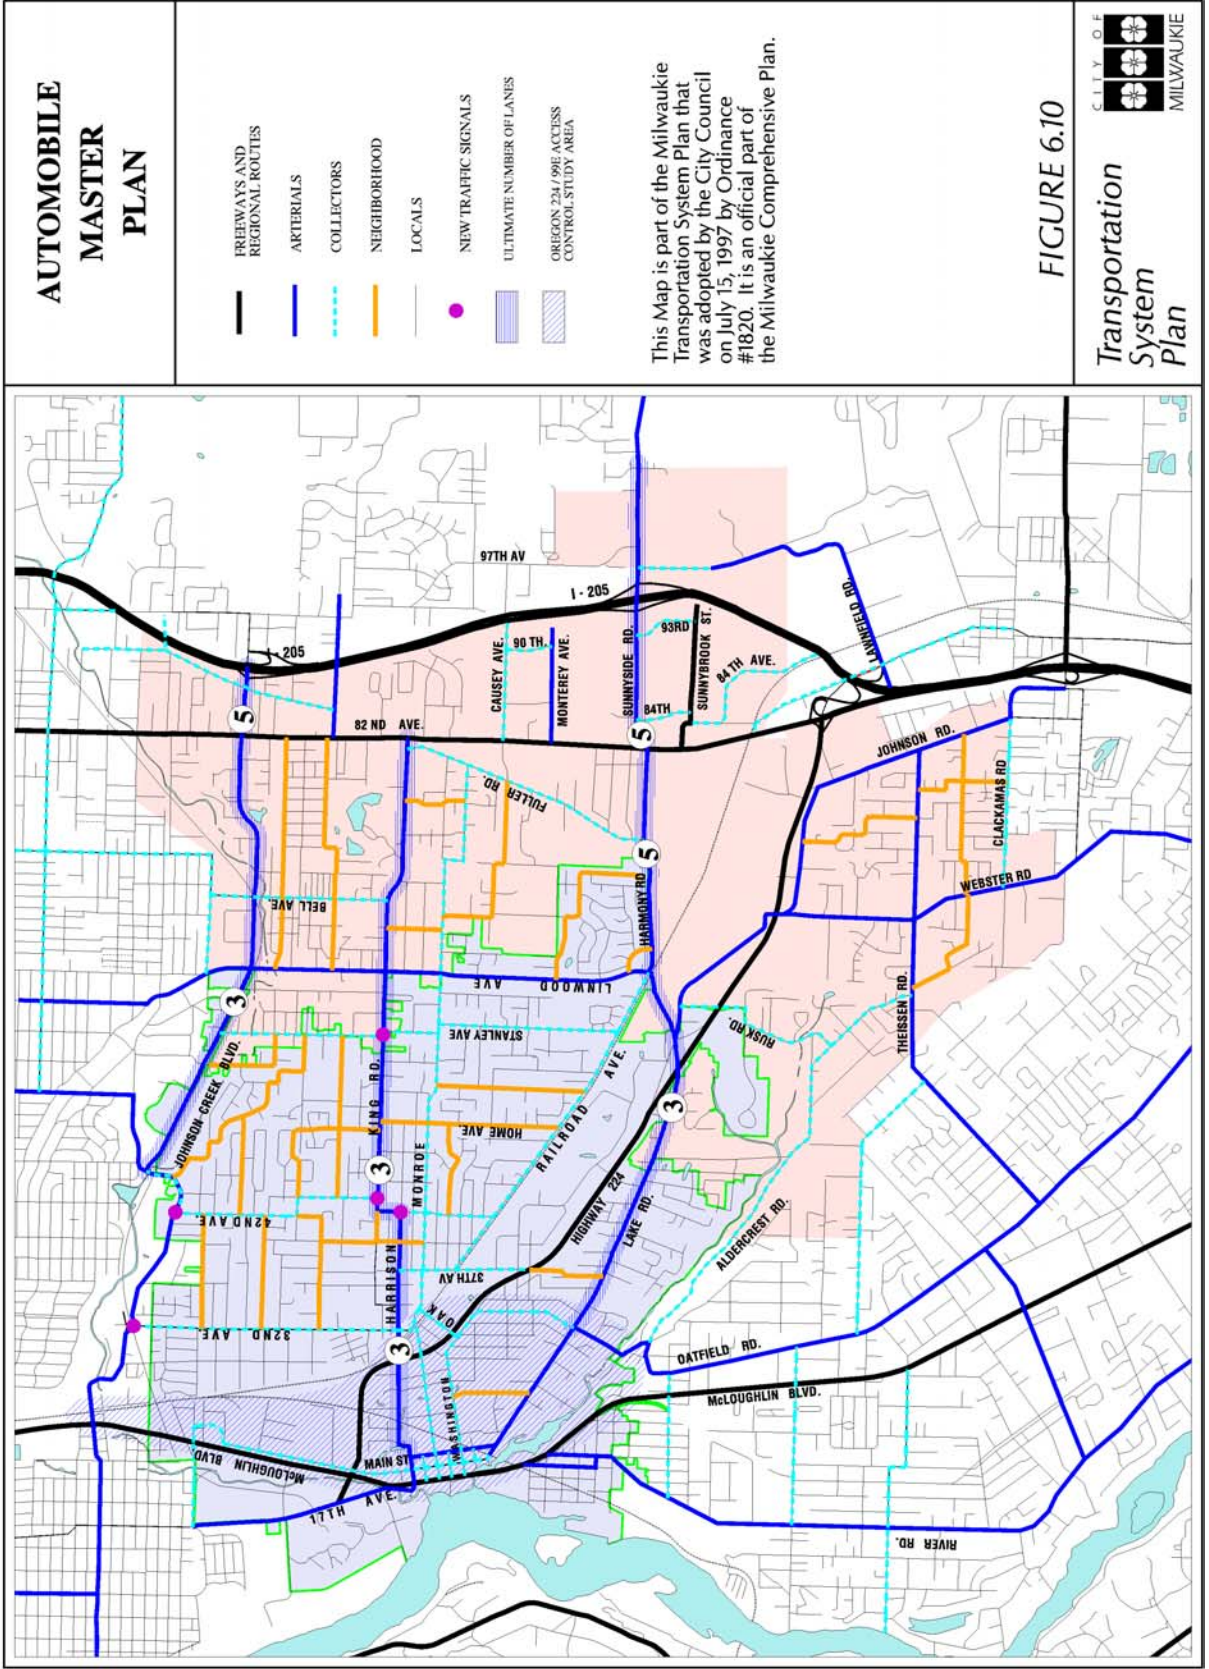 AUTOMOBILE
MASTER
PLAN
FREEWAYS AND
REGIONAL ROUTES
ARTERIALS
COLLECTORS
NEIGHBORHOOD
LOCALS
NEW TRAFFIC SIGNALS
ULTIMATE NUMBER OF LANES
OREGON 224 / 99E ACCESS
CONTROL STUDY AREA
This Map is part of the Milwaukie
Transportation System Plan that
was adopted by the City Council
on July 15, 1997 by Ordinance
#1820. It is an official part of
the Milwaukie Comprehensive Plan.
FIGURE 6.10
Transportation
System
Plan
CITY OF
MILWAUKIE
97TH AV
I - 205
I - 205
CAUSEY AVE.
90 TH.
MONTEREY AVE.
SUNNYSIDE RD.
93RD
SUNNYBROOK ST.
84 TH AVE.
84TH
LAWNFIELD RD.
82 ND AVE.
5
5
5
FULLER RD.
JOHNSON RD.
CLACKAMAS RD
WEBSTER RD
BELL AVE.
HARMONY RD
LINWOOD AVE
THEISSEN RD.
3
STANLEY AVE
RUSK RD.
JOHNSON CREEK BLVD.
KING RD.
HOME AVE.
RAILROAD AVE.
3
3
MONROE
42ND AVE.
HIGHWAY 224
LAKE RD.
ALDERCREST RD.
HARRISON
37TH AV
OAK
32ND AVE.
3
OATFIELD RD.
McLOUGHLIN BLVD.
WASHINGTON
MAIN ST
McLOUGHLIN BLVD
17TH AVE.
RIVER RD.